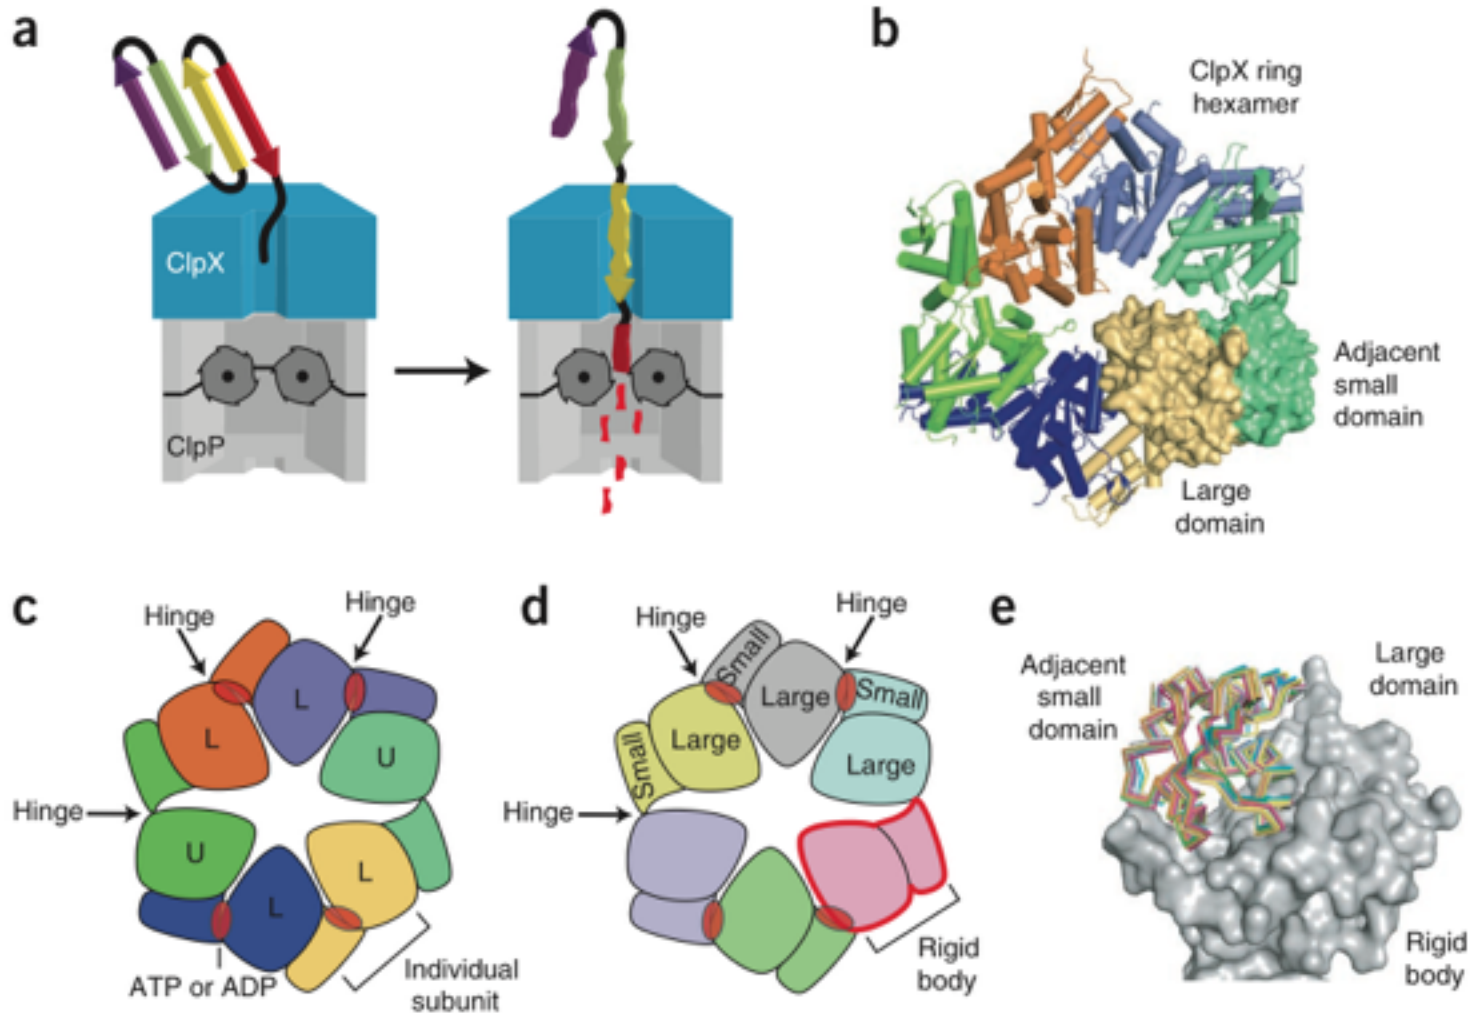 a
ClpX
ClpP
b
ClpX ring
hexamer
Adjacent
small
domain
Large
domain
c
Hinge
Hinge
L
L
U
Hinge
U
L
L
ATP or ADP
Individual
subunit
d
Hinge
Hinge
Small
Large
Small
Large
Small
Large
Hinge
Rigid
body
e
Adjacent
small
domain
Large
domain
Rigid
body